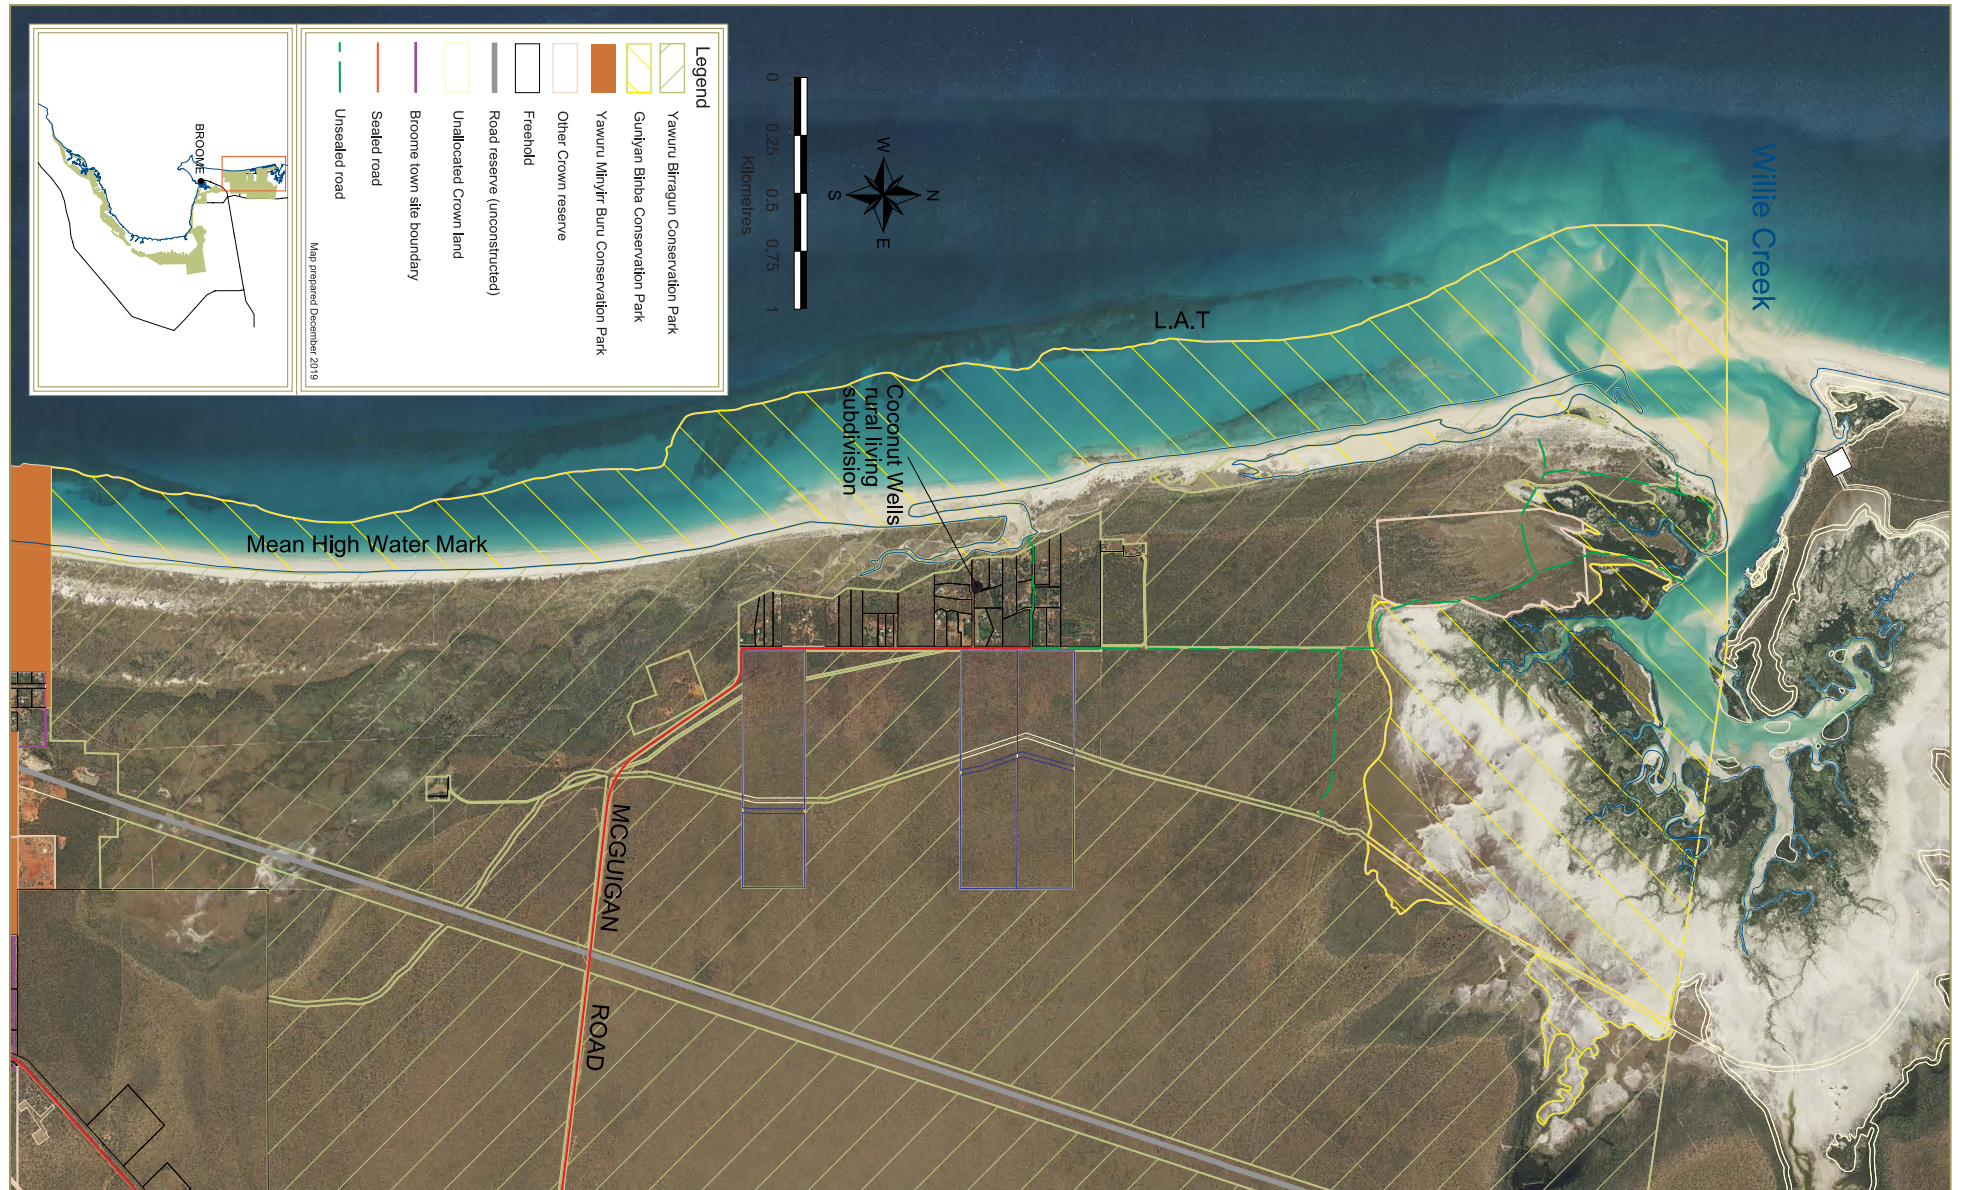 Legend
Yawuru Birragun Conservation Park
Guniyan Binba Conservation Park
Yawuru Minyirr Buru Conservation Park
Other Crown reserve
Freehold
Road reserve (unconstructed)
Unallocated Crown land
Broome town site boundary
Sealed road
Unsealed road
Map prepared December 2019
BROOME
0 0.25 0.5 0.75 1
Kilometres
N
E
S
W
Willie Creek
L.A.T
Coconut Wells
rural living
subdivision
Mean High Water Mark
MCGUIGAN ROAD